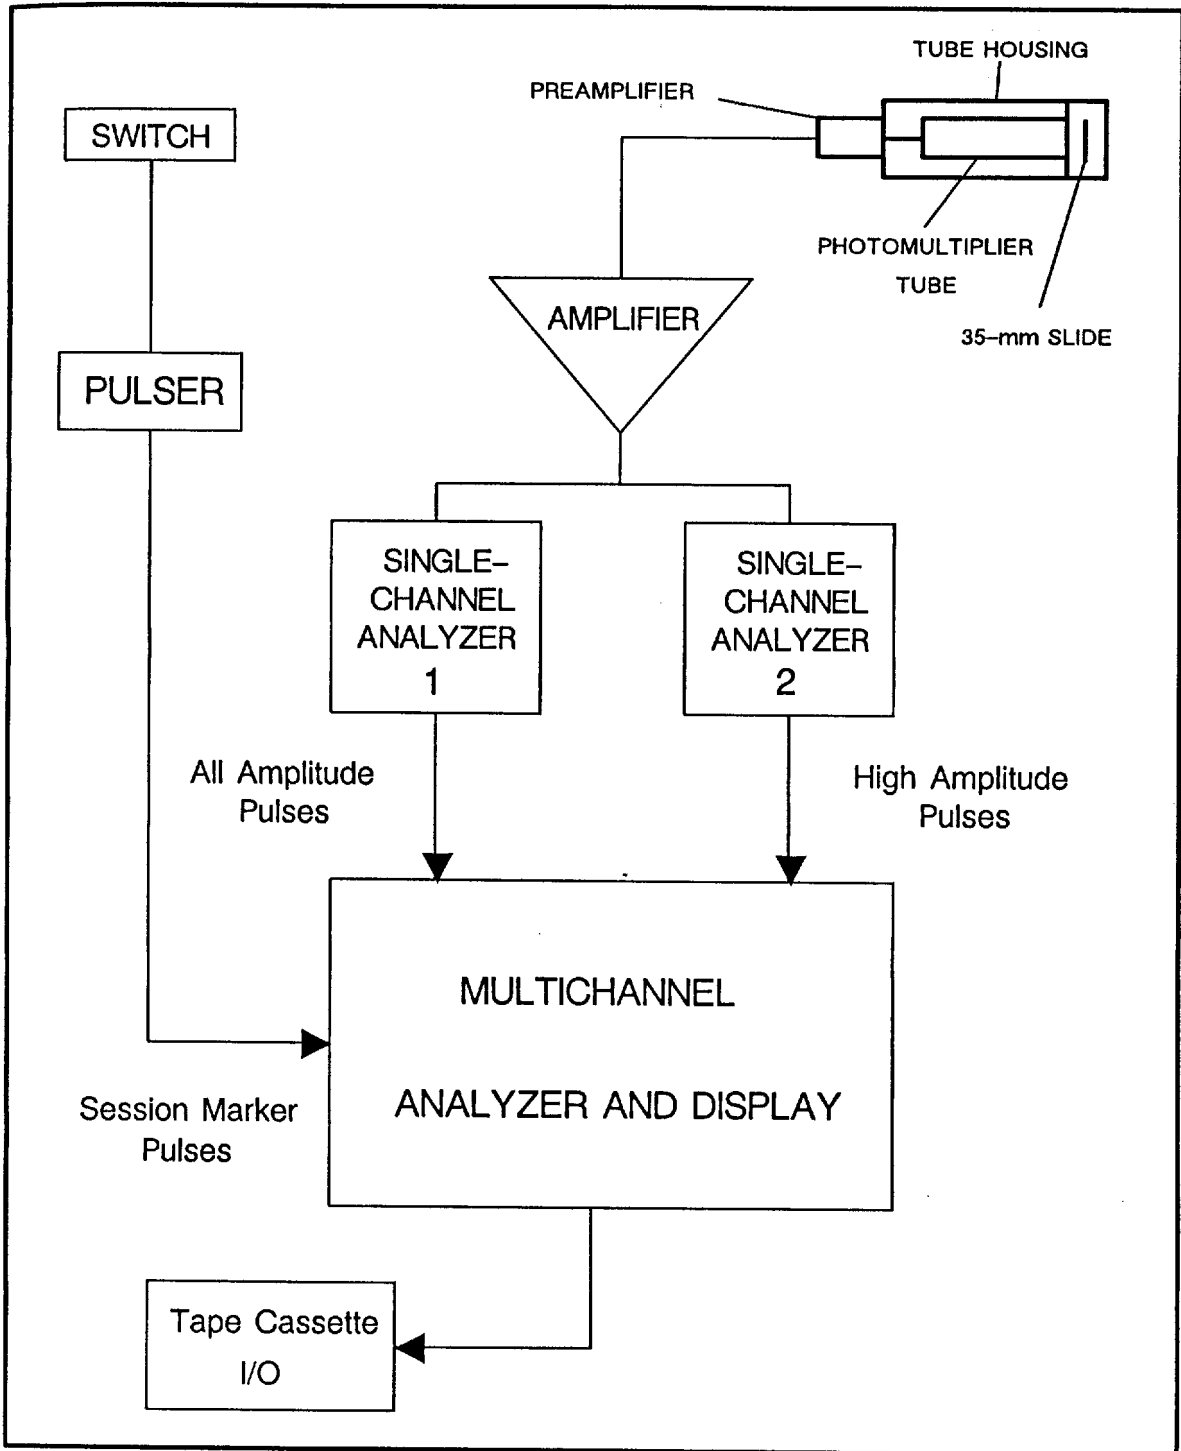 TUBE HOUSING
PREAMPLIFIER
SWITCH
PHOTOMULTIPLIER
TUBE
35-mm SLIDE
AMPLIFIER
PULSER
SINGLE-
CHANNEL
ANALYZER
1
SINGLE-
CHANNEL
ANALYZER
2
All Amplitude
Pulses
High Amplitude
Pulses
MULTICHANNEL
ANALYZER AND DISPLAY
Session Marker
Pulses
Tape Cassette
I/O